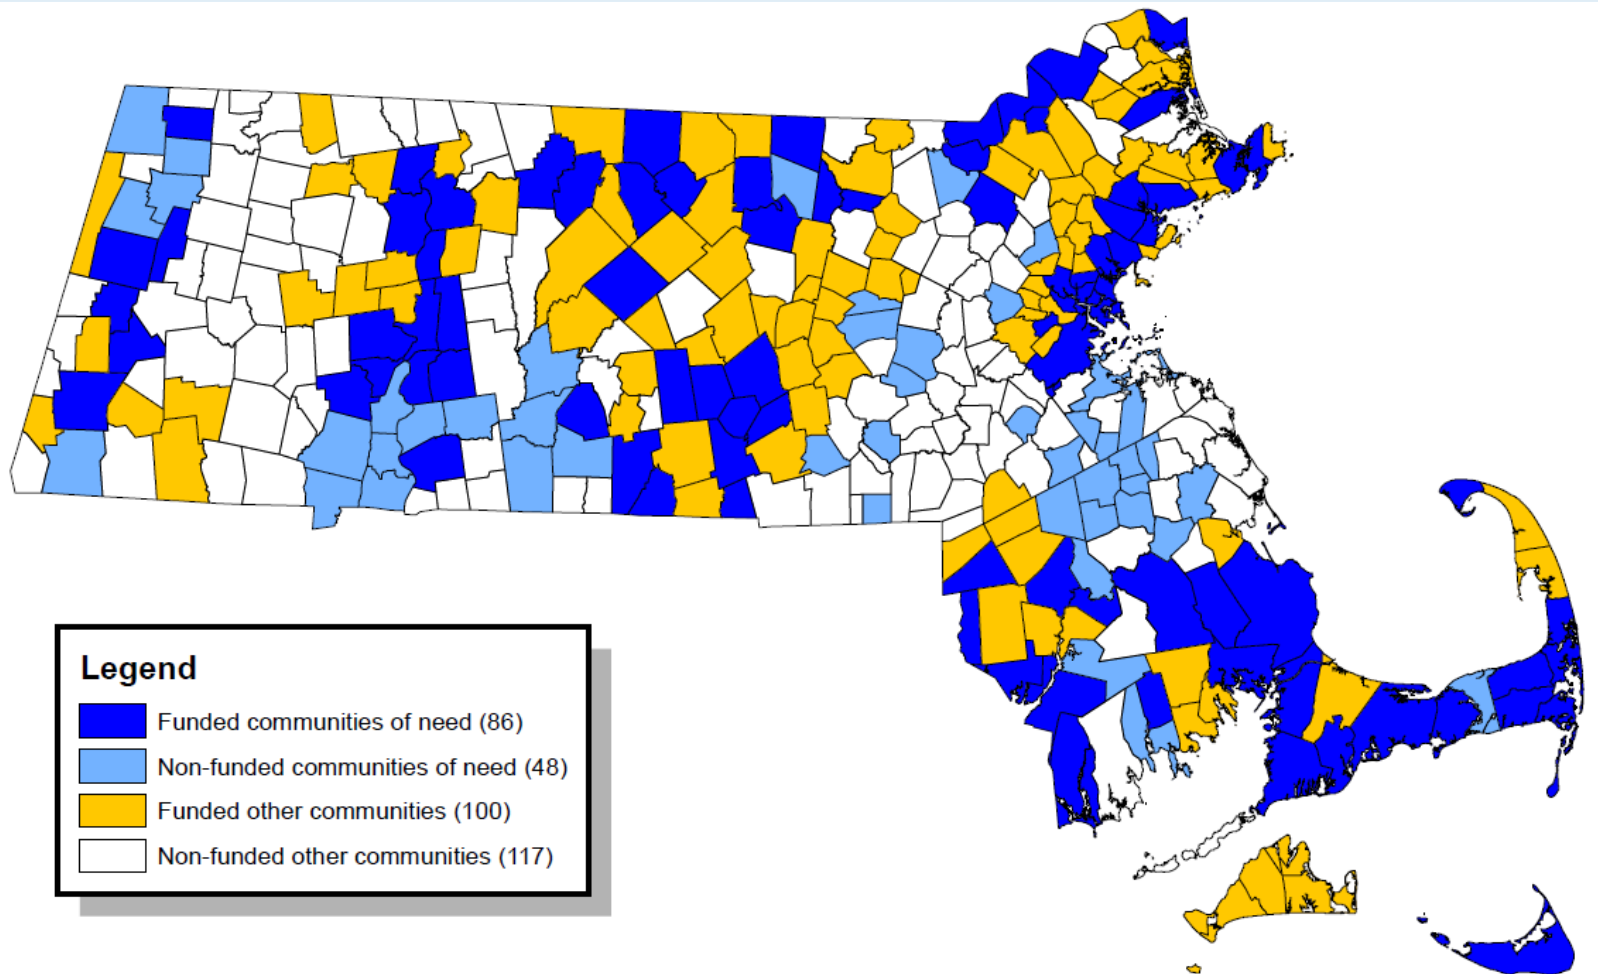 Legend
Funded communities of need (86)
Non-funded communities of need (48)
Funded other communities (100)
Non-funded other communities (117)